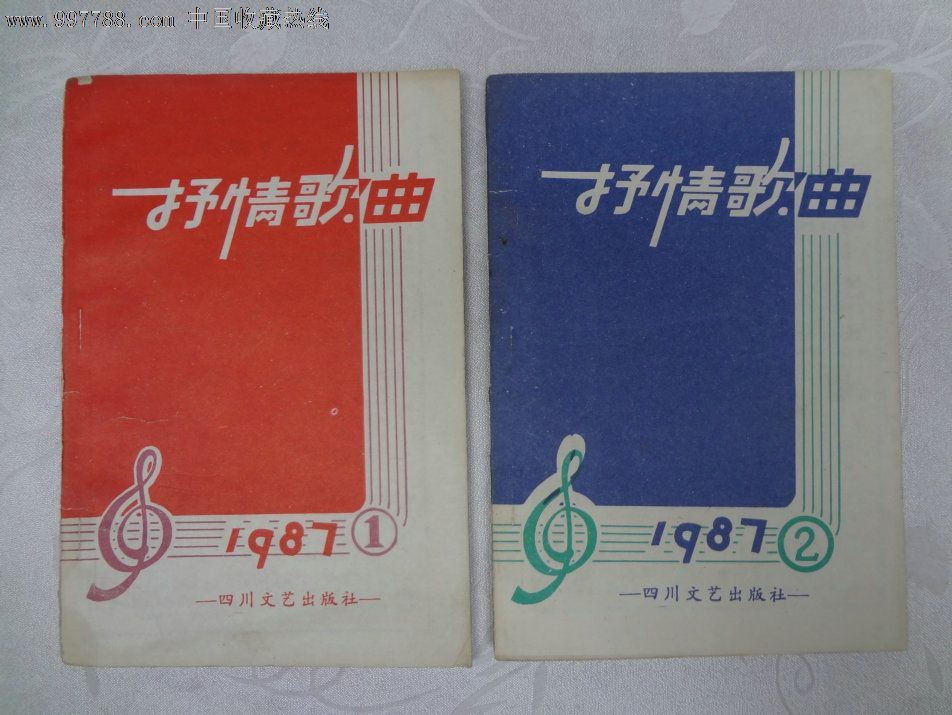 www.997788.com 中国收藏热线
抒情歌曲
1987 1
—四川文艺出版社—
抒情歌曲
1987 2
—四川文艺出版社—